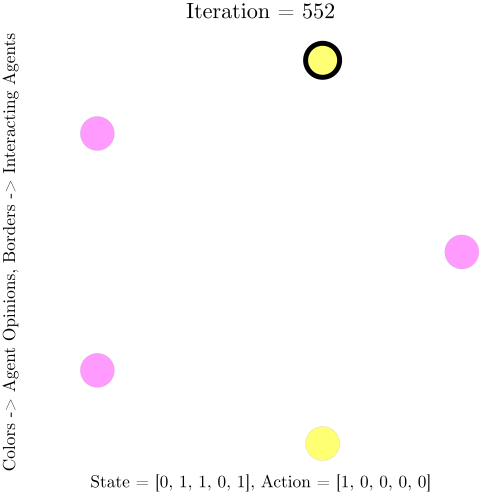 Iteration = 552
Colors -> Agent Opinions, Borders -> Interacting Agents
State = [0, 1, 1, 0, 1], Action = [1, 0, 0, 0, 0]